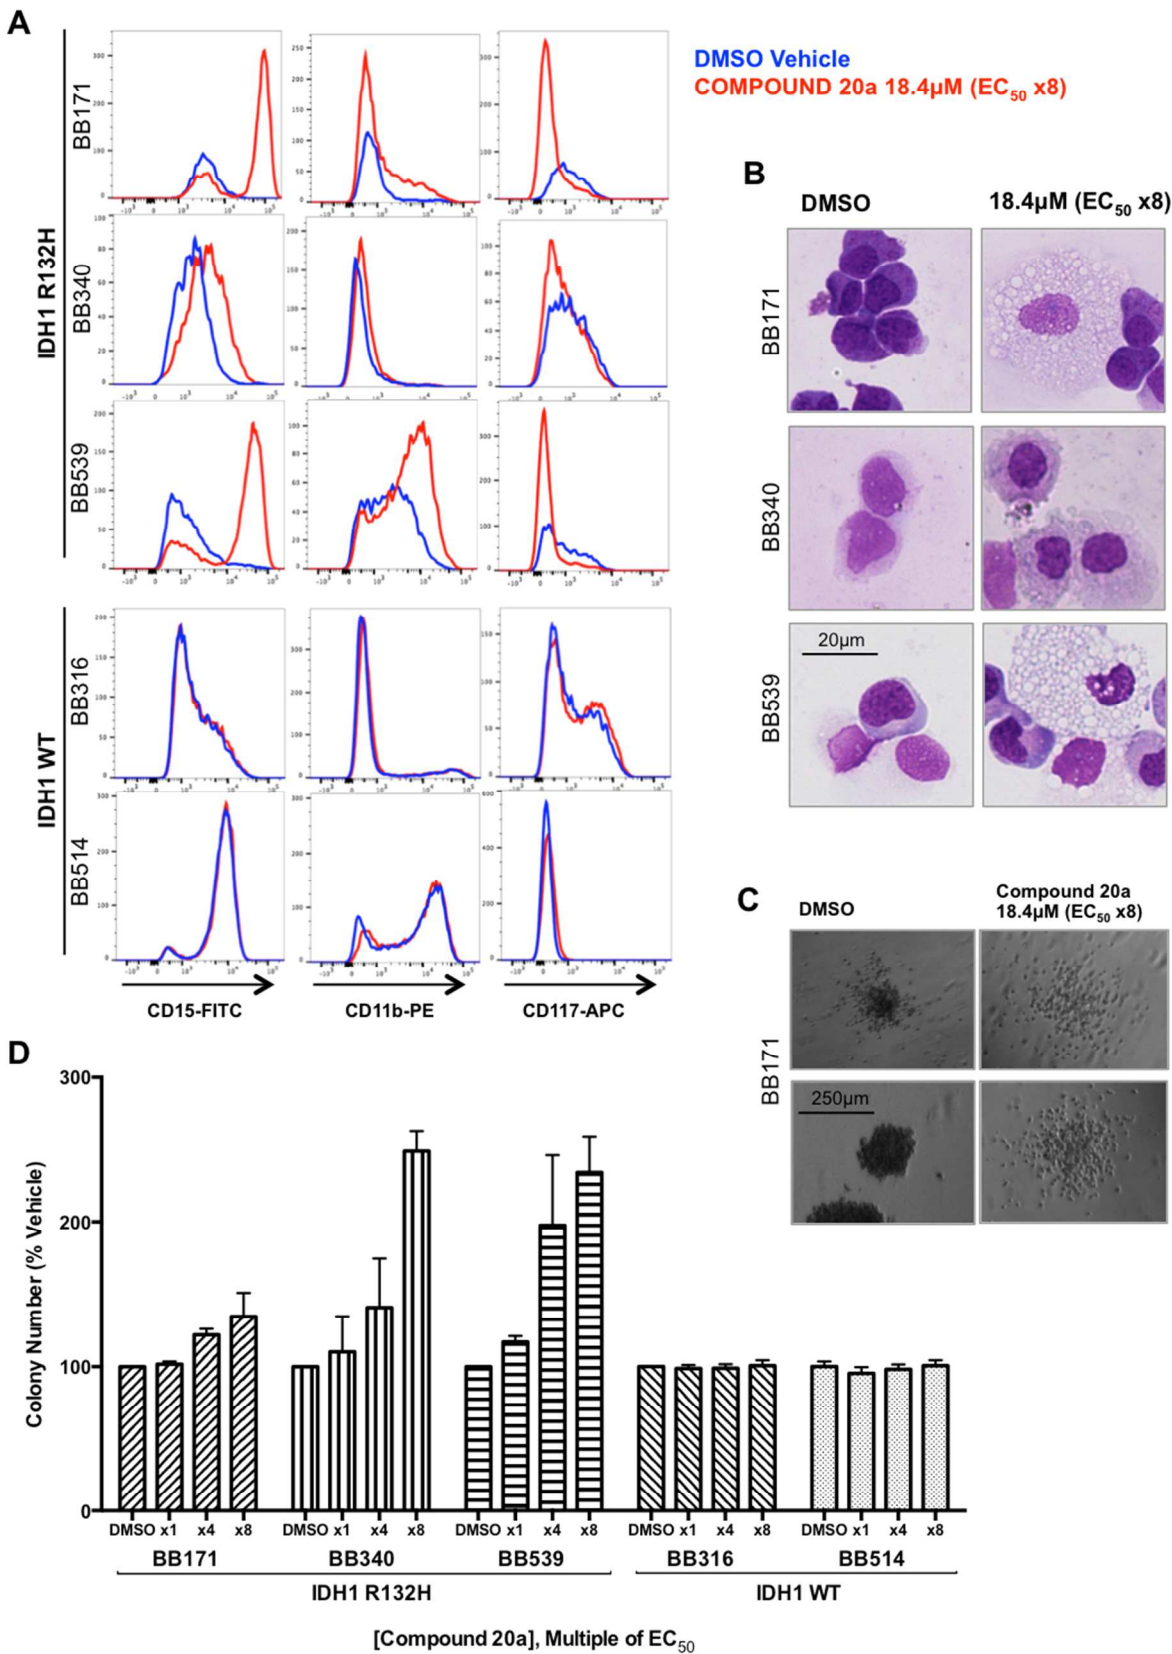 A
DMSO Vehicle
COMPOUND 20a 18.4µM (EC50 x8)
IDH1 R132H
BB171
BB340
BB539
IDH1 WT
BB316
BB514
CD15-FITC
CD11b-PE
CD117-APC
B
DMSO
18.4µM (EC50 x8)
BB171
BB340
BB539
20µm
C
DMSO
Compound 20a
18.4µM (EC50 x8)
BB171
250µm
D
Colony Number (% Vehicle)
300
200
100
0
DMSO x1 x4 x8 DMSO x1 x4 x8 DMSO x1 x4 x8 DMSO x1 x4 x8 DMSO x1 x4 x8
BB171 BB340 BB539 BB316 BB514
IDH1 R132H IDH1 WT
[Compound 20a], Multiple of EC50